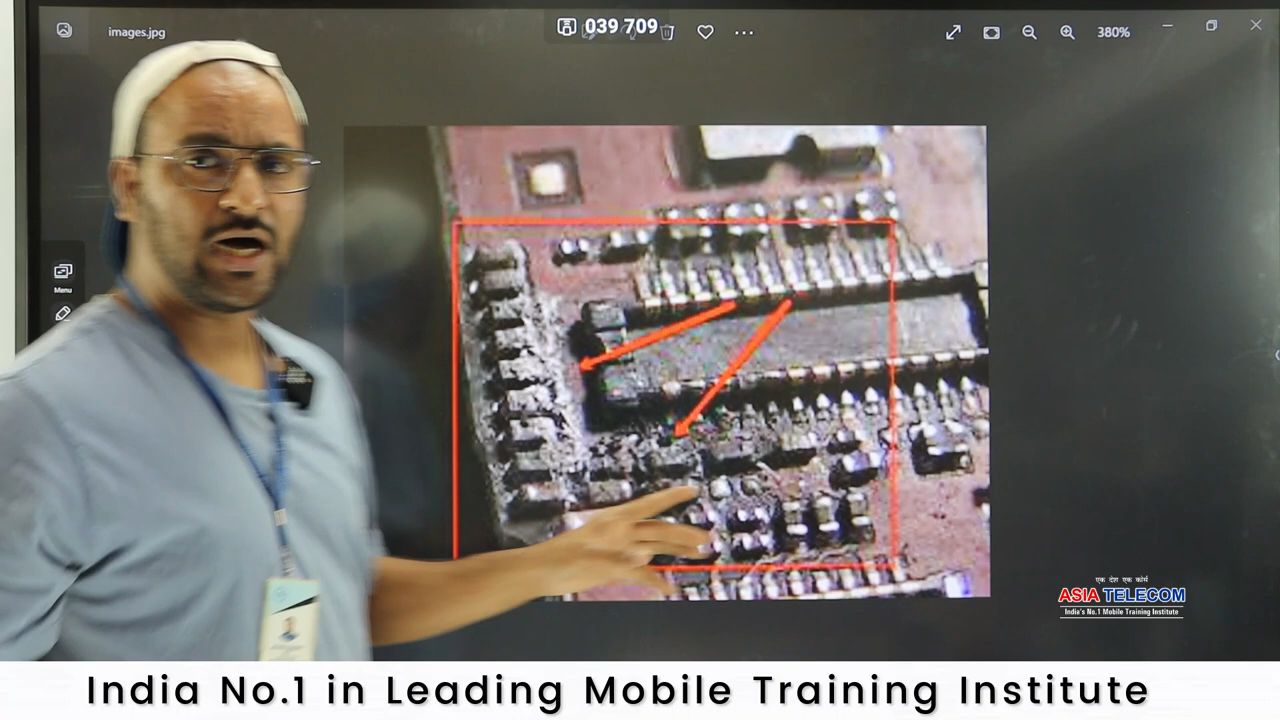 images.jpg
039 709
380%
Menu
एक देश एक कोर्स
ASIA TELECOM
India's No.1 Mobile Training Institute
India No.1 in Leading Mobile Training Institute